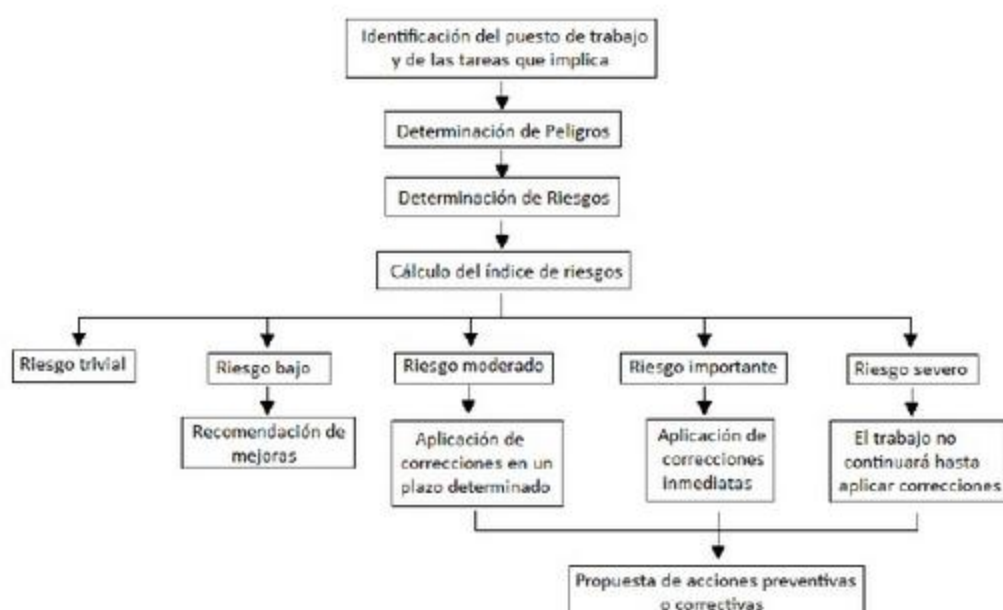 Identificación del puesto de trabajo
y de las tareas que implica
Determinación de Peligros
Determinación de Riesgos
Cálculo del índice de riesgos
Riesgo trivial
Riesgo bajo
Riesgo moderado
Riesgo importante
Riesgo severo
Recomendación de
mejoras
Aplicación de
correcciones en un
plazo determinado
Aplicación de
correcciones
inmediatas
El trabajo no
continuará hasta
aplicar correcciones
Propuesta de acciones preventivas
o correctivas